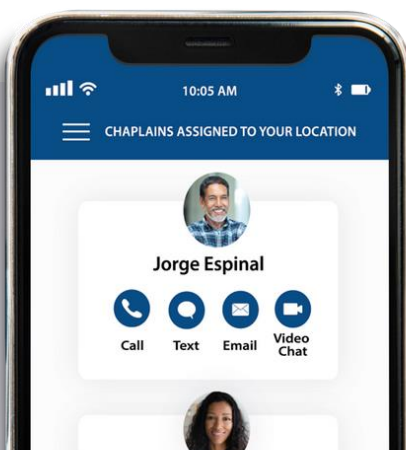 10:05 AM
CHAPLAINS ASSIGNED TO YOUR LOCATION
Jorge Espinal
Call
Text
Email
Video
Chat